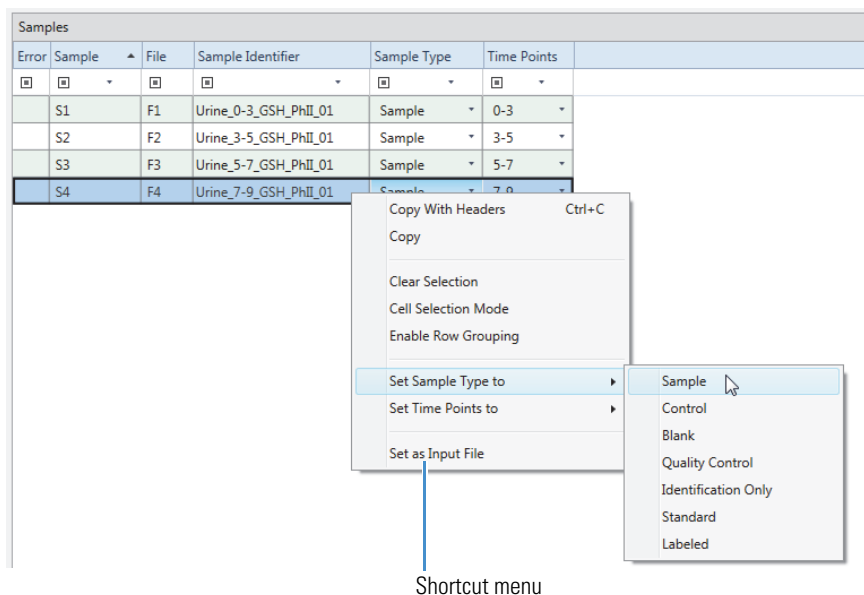 Samples
Error Sample File Sample Identifier Sample Type Time Points
S1 F1 Urine_0-3_GSH_PhII_01 Sample 0-3
S2 F2 Urine_3-5_GSH_PhII_01 Sample 3-5
S3 F3 Urine_5-7_GSH_PhII_01 Sample 5-7
S4 F4 Urine_7-9_GSH_PhII_01 Sample 7-9
Copy With Headers Ctrl+C
Copy
Clear Selection
Cell Selection Mode
Enable Row Grouping
Set Sample Type to
Set Time Points to
Set as Input File
Sample
Control
Blank
Quality Control
Identification Only
Standard
Labeled
Shortcut menu